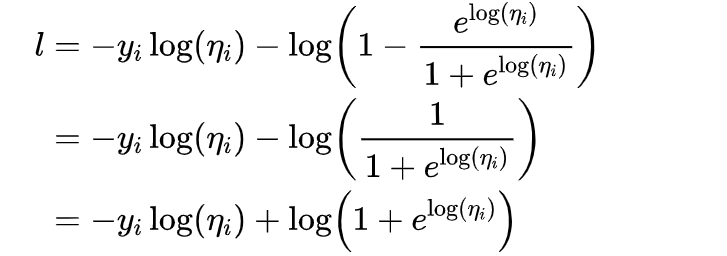 l = −y_i log(η_i) − log(1 − e^{log(η_i)} / (1 + e^{log(η_i)}))
= −y_i log(η_i) − log(1 / (1 + e^{log(η_i)}))
= −y_i log(η_i) + log(1 + e^{log(η_i)})